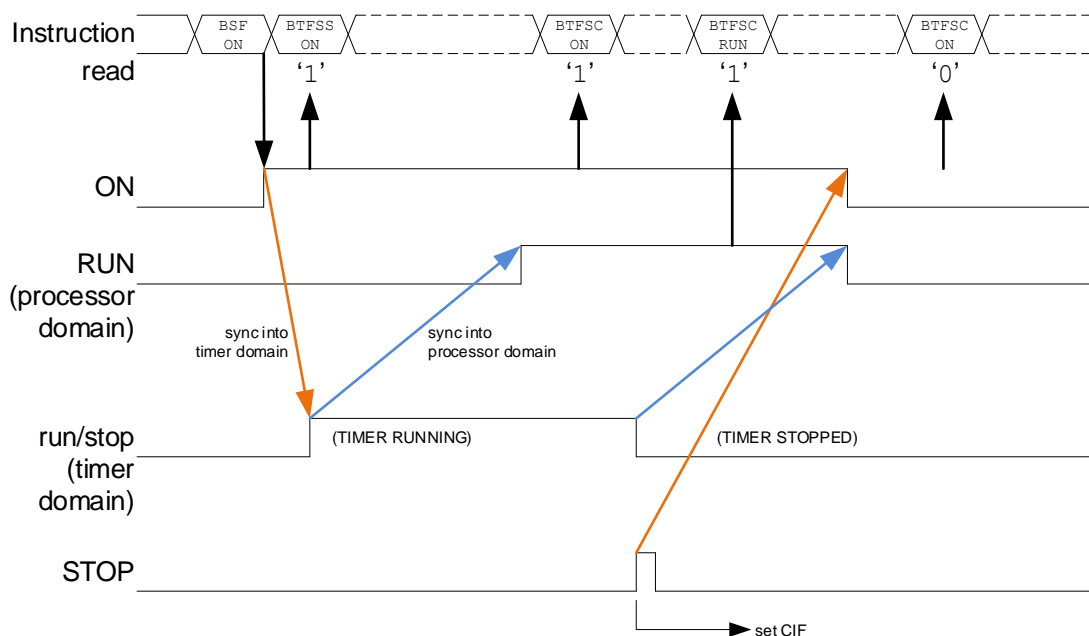 Instruction
BSF
ON
BTFSS
ON
BTFSC
ON
BTFSC
RUN
BTFSC
ON
read
‘1’
‘1’
‘1’
‘0’
ON
RUN
(processor
domain)
sync into
timer domain
sync into
processor domain
run/stop
(timer
domain)
(TIMER RUNNING)
(TIMER STOPPED)
STOP
set CIF